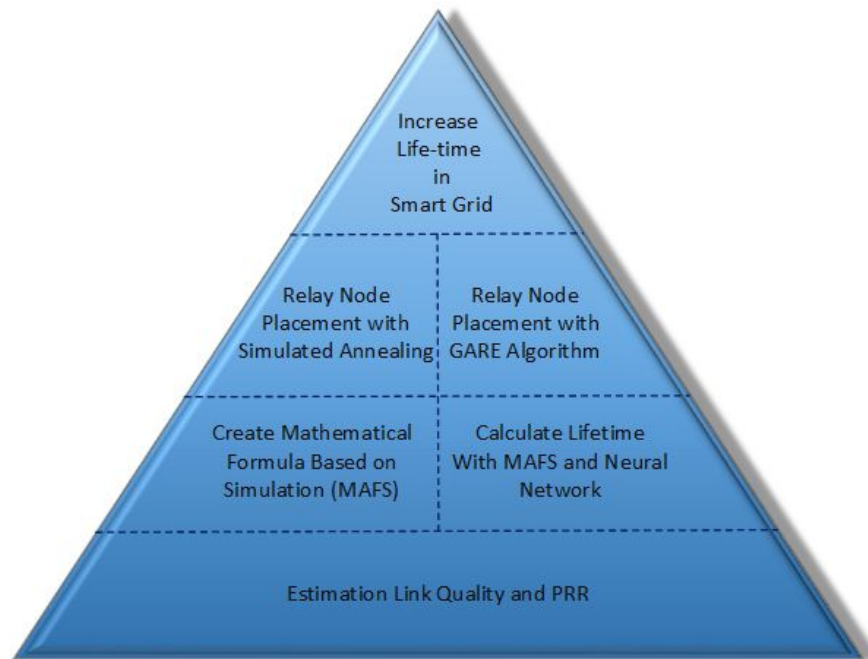 Increase
Life-time
in
Smart Grid
Relay Node
Placement with
Simulated Annealing
Relay Node
Placement with
GARE Algorithm
Create Mathematical
Formula Based on
Simulation (MAFS)
Calculate Lifetime
With MAFS and Neural
Network
Estimation Link Quality and PRR